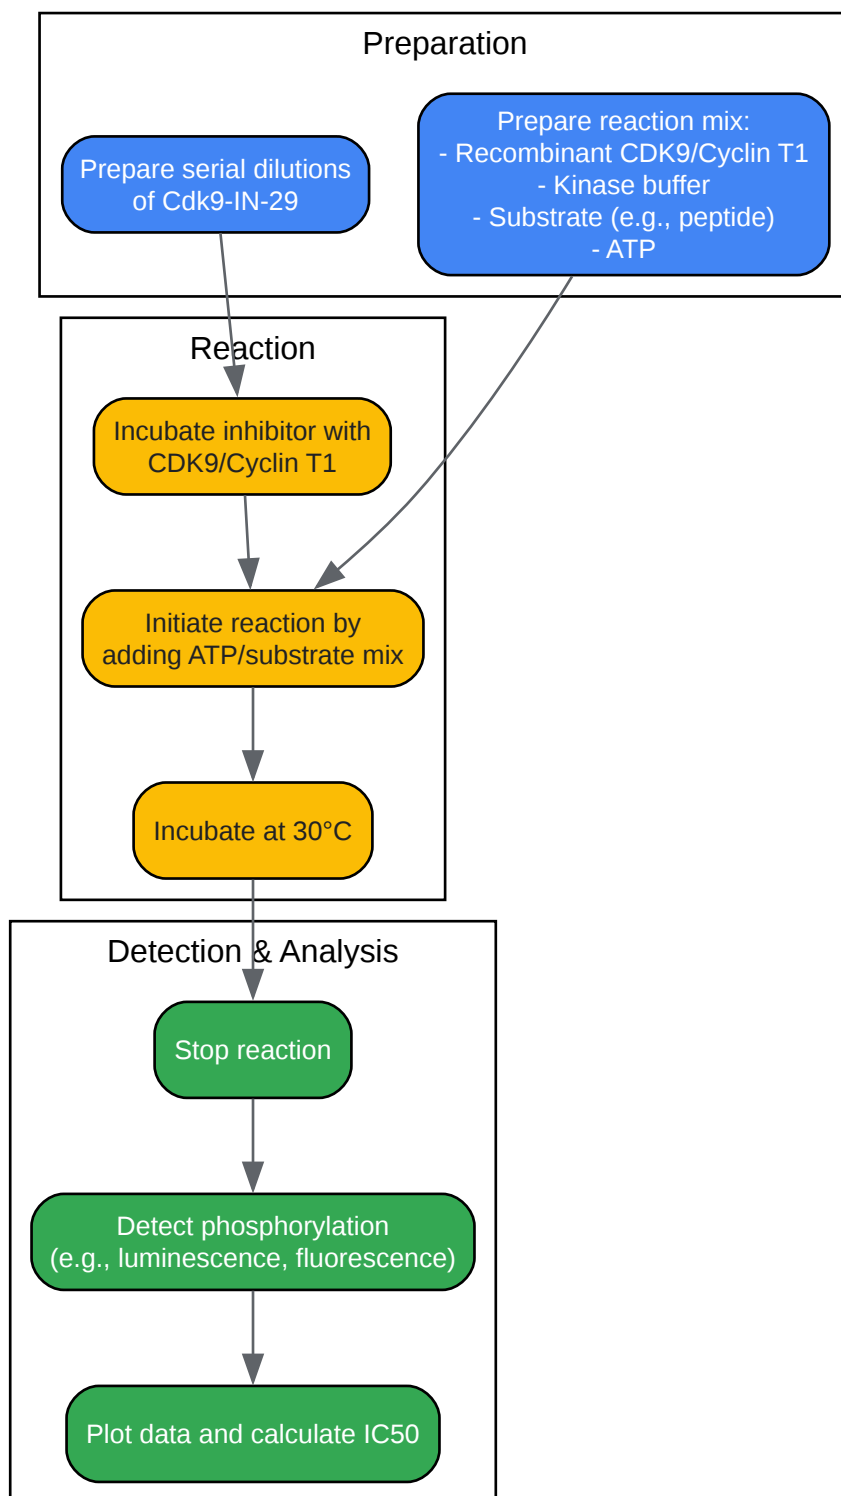 Preparation
Prepare serial dilutions
of Cdk9-IN-29
Prepare reaction mix:
- Recombinant CDK9/Cyclin T1
- Kinase buffer
- Substrate (e.g., peptide)
- ATP
Reaction
Incubate inhibitor with
CDK9/Cyclin T1
Initiate reaction by
adding ATP/substrate mix
Incubate at 30°C
Detection & Analysis
Stop reaction
Detect phosphorylation
(e.g., luminescence, fluorescence)
Plot data and calculate IC50